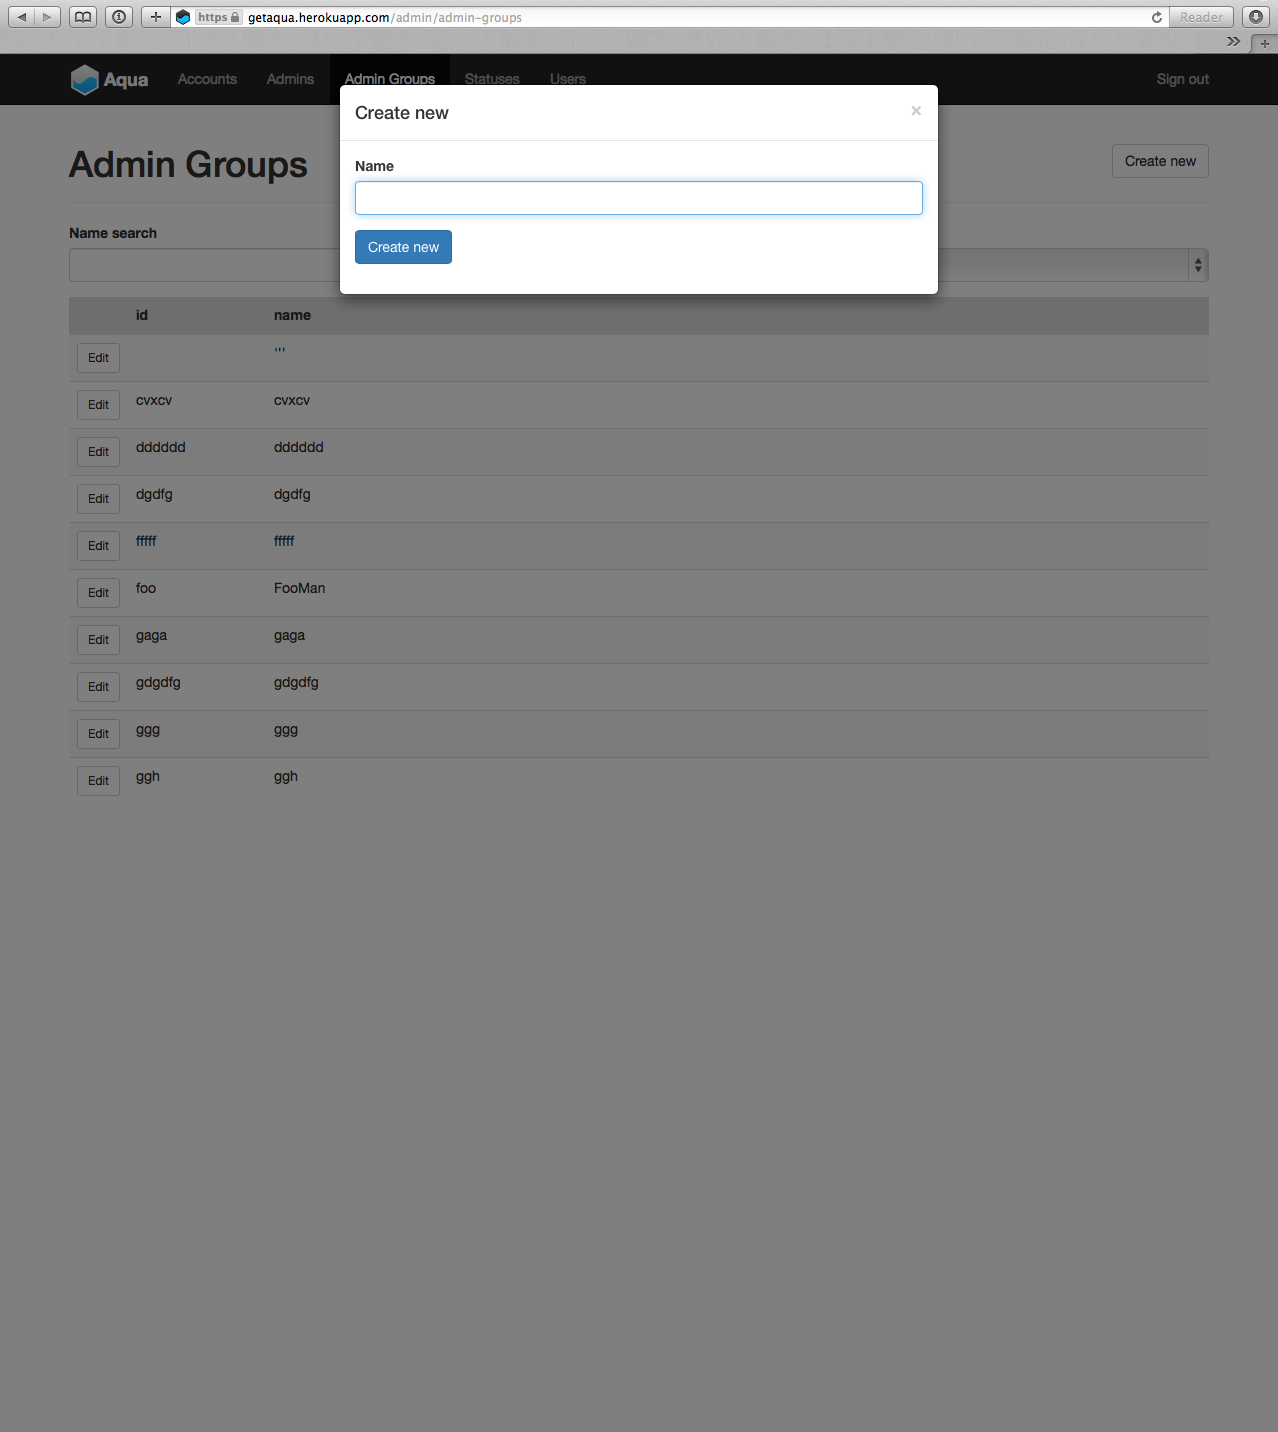 https getaqua.herokuapp.com/admin/admin-groups Reader
Aqua Accounts Admins Admin Groups Statuses Users Sign out
Create new ×
Name
Create new
Admin Groups Create new
Name search
id name
Edit '''
Edit cvxcv cvxcv
Edit dddddd dddddd
Edit dgdfg dgdfg
Edit fffff fffff
Edit foo FooMan
Edit gaga gaga
Edit gdgdfg gdgdfg
Edit ggg ggg
Edit ggh ggh